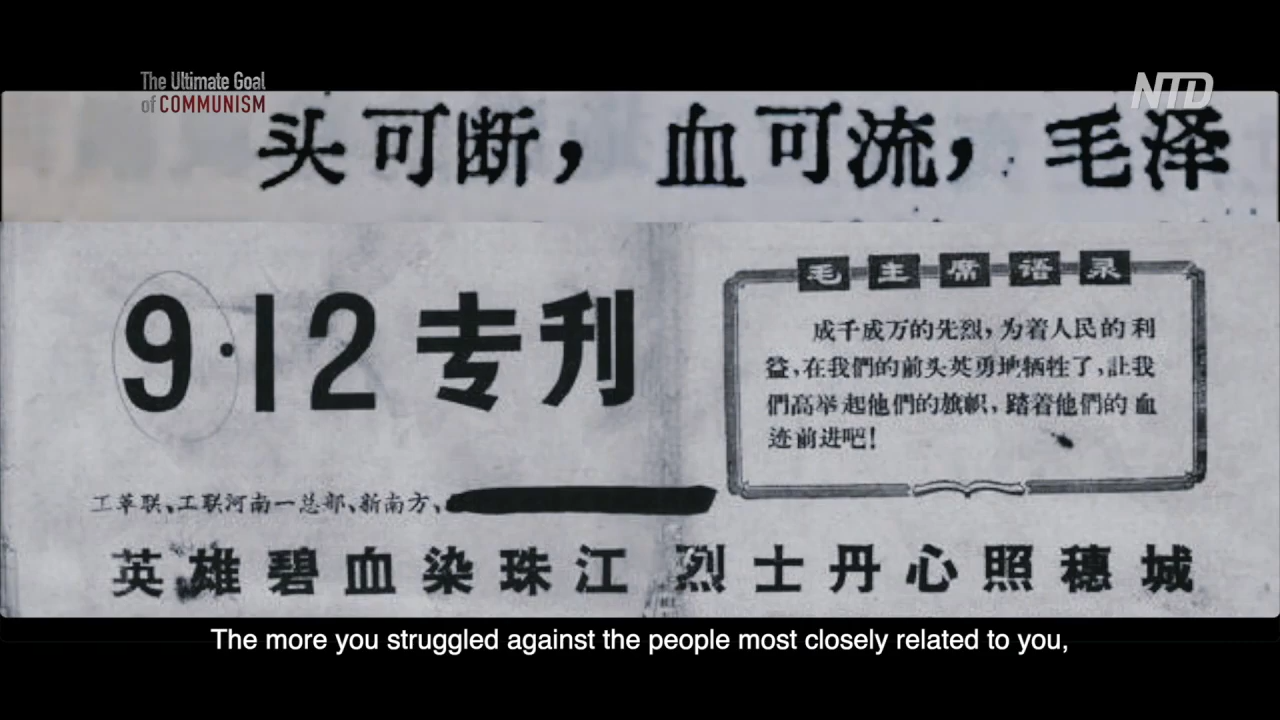 The Ultimate Goal
of COMMUNISM
NTD
头可断，血可流，毛泽
9·12专刊
毛主席语录
成千成万的先烈，为着人民的利
益，在我們的前头英勇地牺牲了，讓我
們高举起他們的旗帜，踏着他們的血
迹前进吧！
工革联、工联河南一总部、新南方、
英雄碧血染珠江 烈士丹心照穗城
The more you struggled against the people most closely related to you,